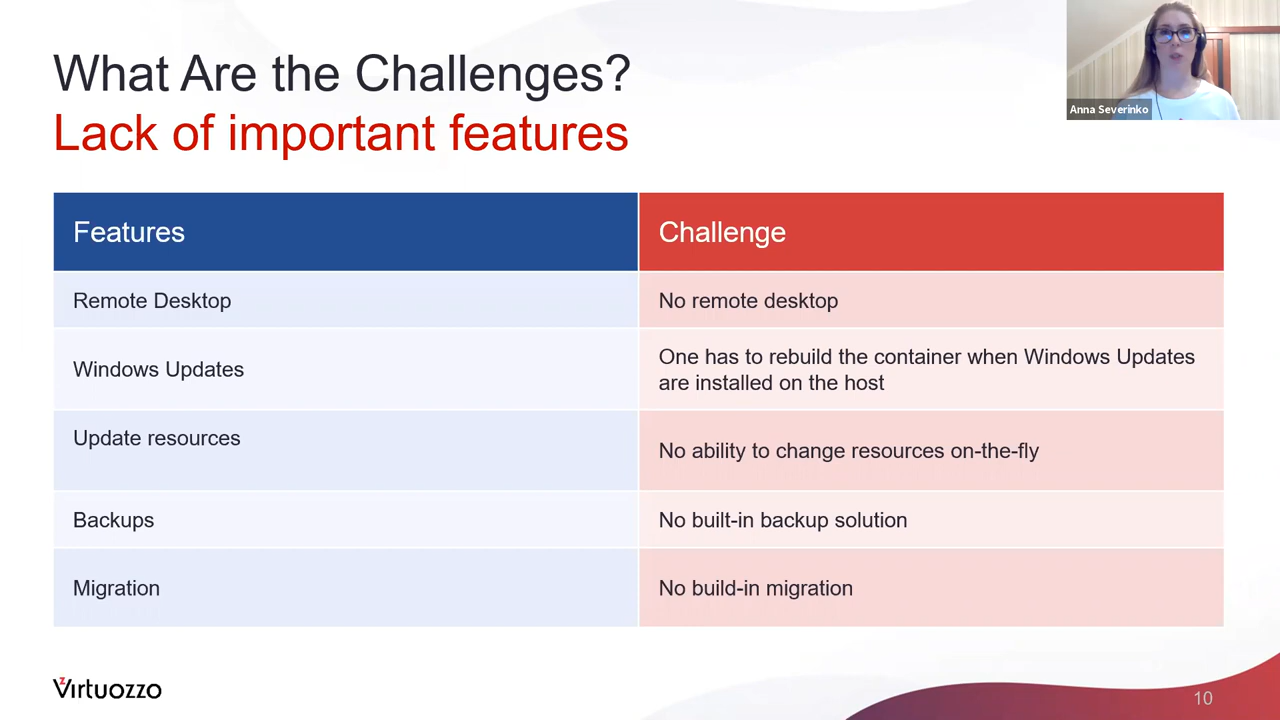 What Are the Challenges?
Lack of important features
Anna Severinko
Features
Challenge
Remote Desktop
No remote desktop
Windows Updates
One has to rebuild the container when Windows Updates
are installed on the host
Update resources
No ability to change resources on-the-fly
Backups
No built-in backup solution
Migration
No build-in migration
Virtuozzo
10